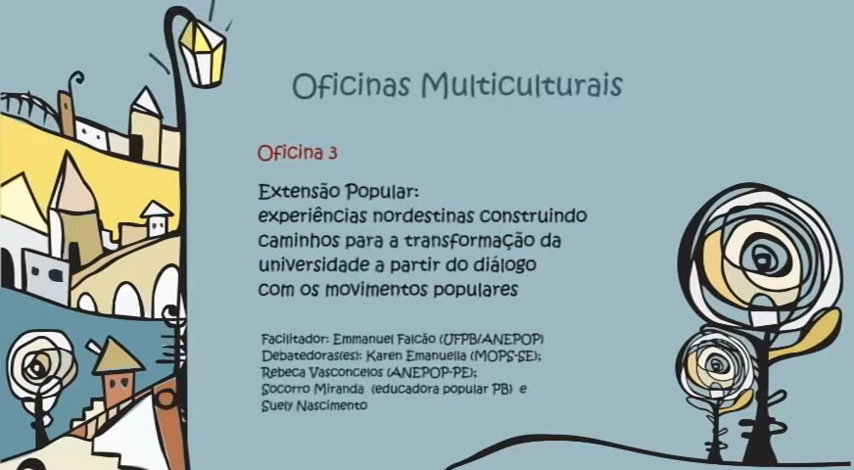 Oficinas Multiculturais
Oficina 3
Extensão Popular:
experiências nordestinas construindo
caminhos para a transformação da
universidade a partir do diálogo
com os movimentos populares
Facilitador: Emmanuel Falcão (UFPB/ANEPOP)
Debatedoras(es): Karen Emanuella (MOPS-SE);
Rebeca Vasconcelos (ANEPOP-PE);
Socorro Miranda (educadora popular PB) e
Suely Nascimento